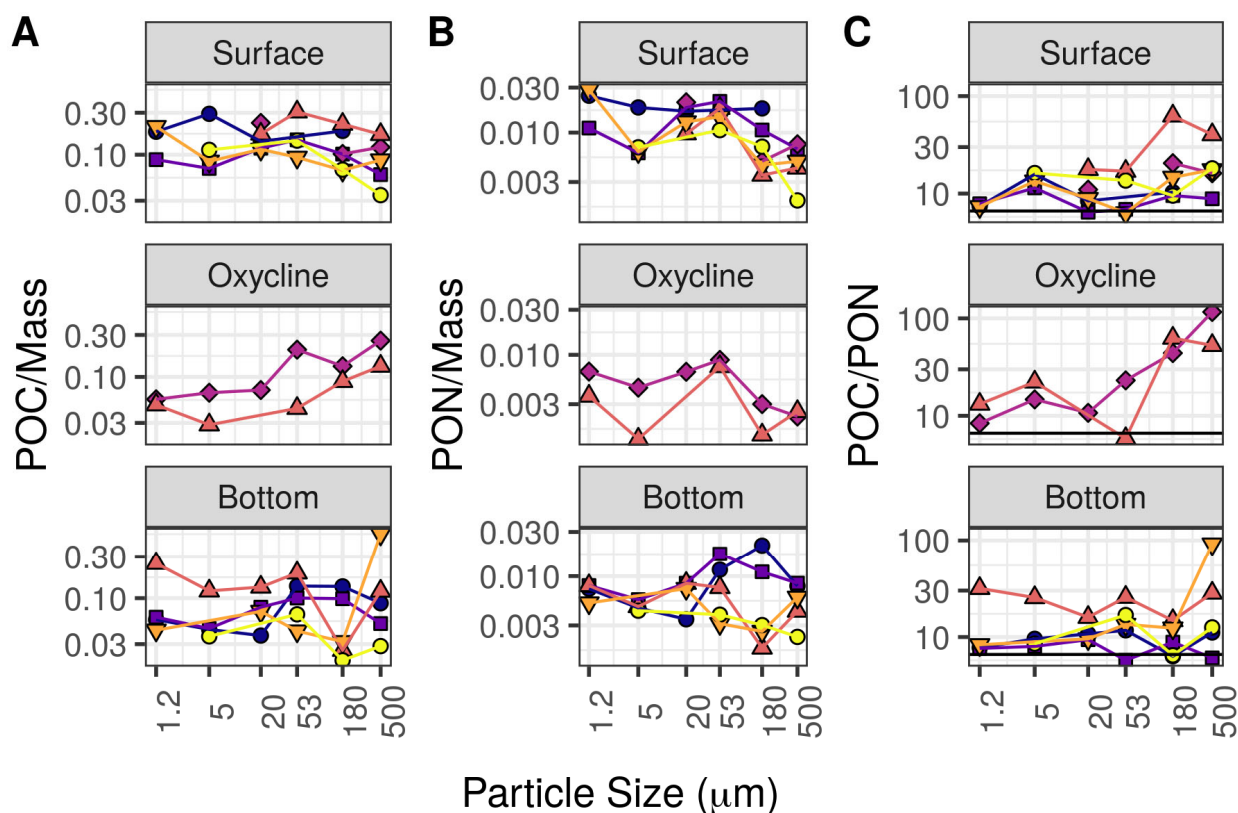 A
B
C
Surface
Surface
Surface
0.30
0.10
0.03
0.030
0.010
0.003
100
30
10
Oxycline
Oxycline
Oxycline
0.30
0.10
0.03
0.030
0.010
0.003
100
30
10
Bottom
Bottom
Bottom
0.30
0.10
0.03
0.030
0.010
0.003
100
30
10
POC/Mass
PON/Mass
POC/PON
1.2 5 20 53 180 500
1.2 5 20 53 180 500
1.2 5 20 53 180 500
Particle Size (μm)